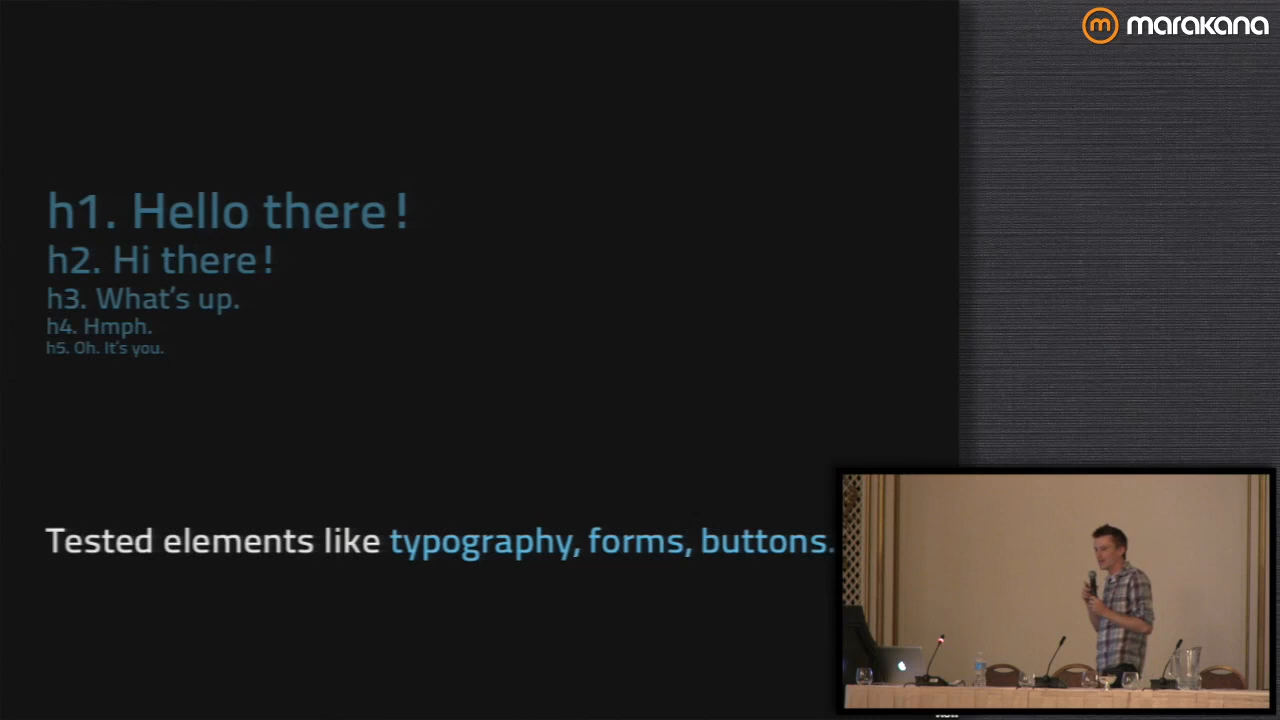 marakana
h1. Hello there!
h2. Hi there!
h3. What's up.
h4. Hmph.
h5. Oh. It's you.
Tested elements like typography, forms, buttons.